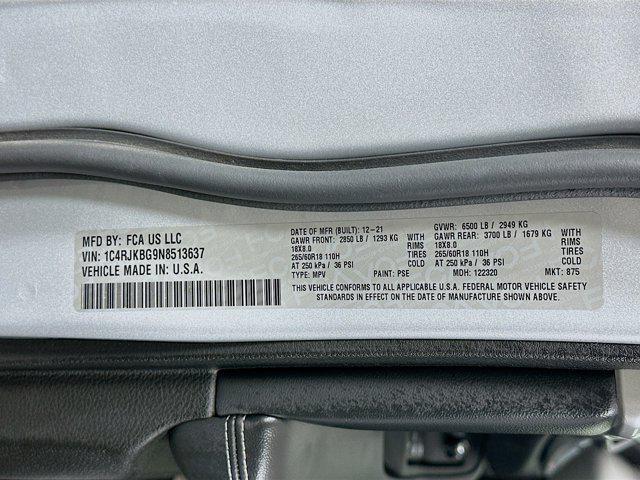 MFD BY: FCA US LLC
VIN: 1C4RJKBG9N8513637
VEHICLE MADE IN: U.S.A.
DATE OF MFR (BUILT): 12-21 GVWR: 6500 LB / 2949 KG
GAWR FRONT: 2850 LB / 1293 KG WITH GAWR REAR: 3700 LB / 1679 KG WITH
18X8.0 RIMS 18X8.0 RIMS
265/60R18 110H TIRES 265/60R18 110H TIRES
AT 250 kPa / 36 PSI COLD AT 250 kPa / 36 PSI COLD
TYPE: MPV PAINT: PSE MDH: 122320 MKT: 875
THIS VEHICLE CONFORMS TO ALL APPLICABLE U.S.A. FEDERAL MOTOR VEHICLE SAFETY
STANDARDS IN EFFECT ON THE DATE OF MANUFACTURE SHOWN ABOVE.